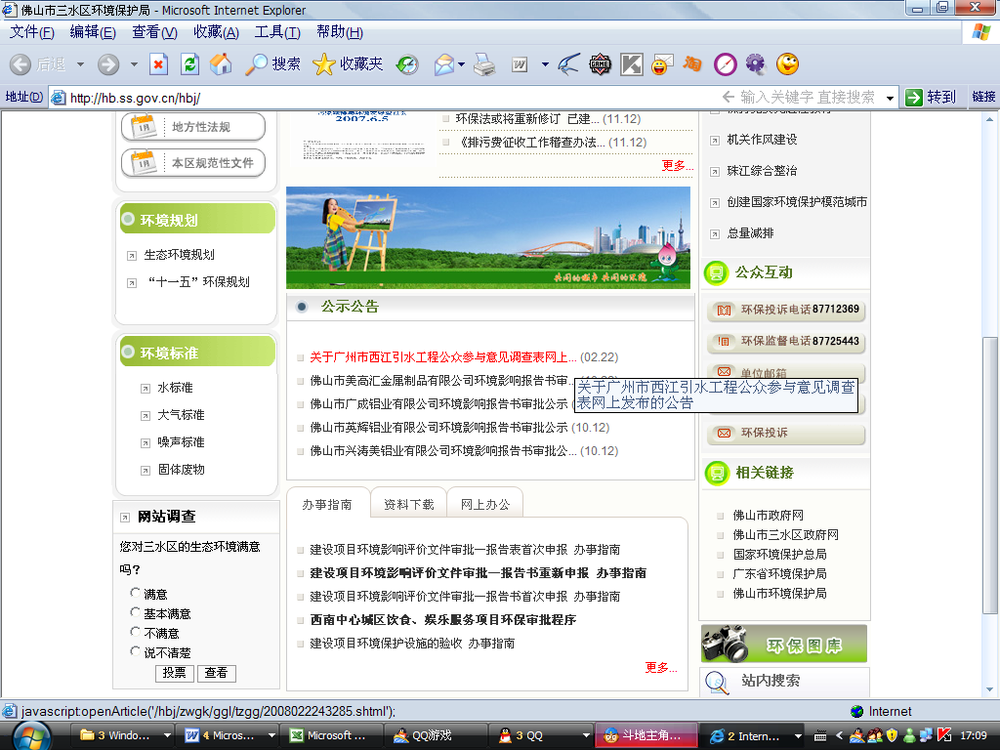 佛山市三水区环境保护局 - Microsoft Internet Explorer
文件(F) 编辑(E) 查看(V) 收藏(A) 工具(T) 帮助(H)
后退 搜索 收藏夹
地址(D) http://hb.ss.gov.cn/hbj/ 输入关键字 直接搜索 转到 链接
地方性法规
本区规范性文件
环境规划
生态环境规划
“十一五”环保规划
环境标准
水标准
大气标准
噪声标准
固体废物
网站调查
您对三水区的生态环境满意
吗?
满意
基本满意
不满意
说不清楚
投票 查看
2007.6.5
环保法或将重新修订 已建... (11.12)
《排污费征收工作稽查办法... (11.12)
更多...
共同的城市 共同的环境
公示公告
关于广州市西江引水工程公众参与意见调查表网上... (02.22)
佛山市美高汇金属制品有限公司环境影响报告书审...
佛山市广成铝业有限公司环境影响报告书审批公示
佛山市英辉铝业有限公司环境影响报告书审批公示 (10.12)
佛山市兴涛美铝业有限公司环境影响报告书审批公... (10.12)
关于广州市西江引水工程公众参与意见调查
表网上发布的公告
办事指南 资料下载 网上办公
建设项目环境影响评价文件审批—报告表首次申报 办事指南
建设项目环境影响评价文件审批—报告书重新申报 办事指南
建设项目环境影响评价文件审批—报告书首次申报 办事指南
西南中心城区饮食、娱乐服务项目环保审批程序
建设项目环境保护设施的验收 办事指南
更多...
机关作风建设
珠江综合整治
创建国家环境保护模范城市
总量减排
公众互动
环保投诉电话87712369
环保监督电话87725443
单位邮箱
环保投诉
相关链接
佛山市政府网
佛山市三水区政府网
国家环境保护总局
广东省环境保护局
佛山市环境保护局
环保图库
站内搜索
javascript:openArticle('/hbj/zwgk/ggl/tzgg/2008022243285.shtml');
Internet
3 Windo... 4 Micros... Microsoft ... QQ游戏 3 QQ 斗地主角... 2 Intern... 17:09